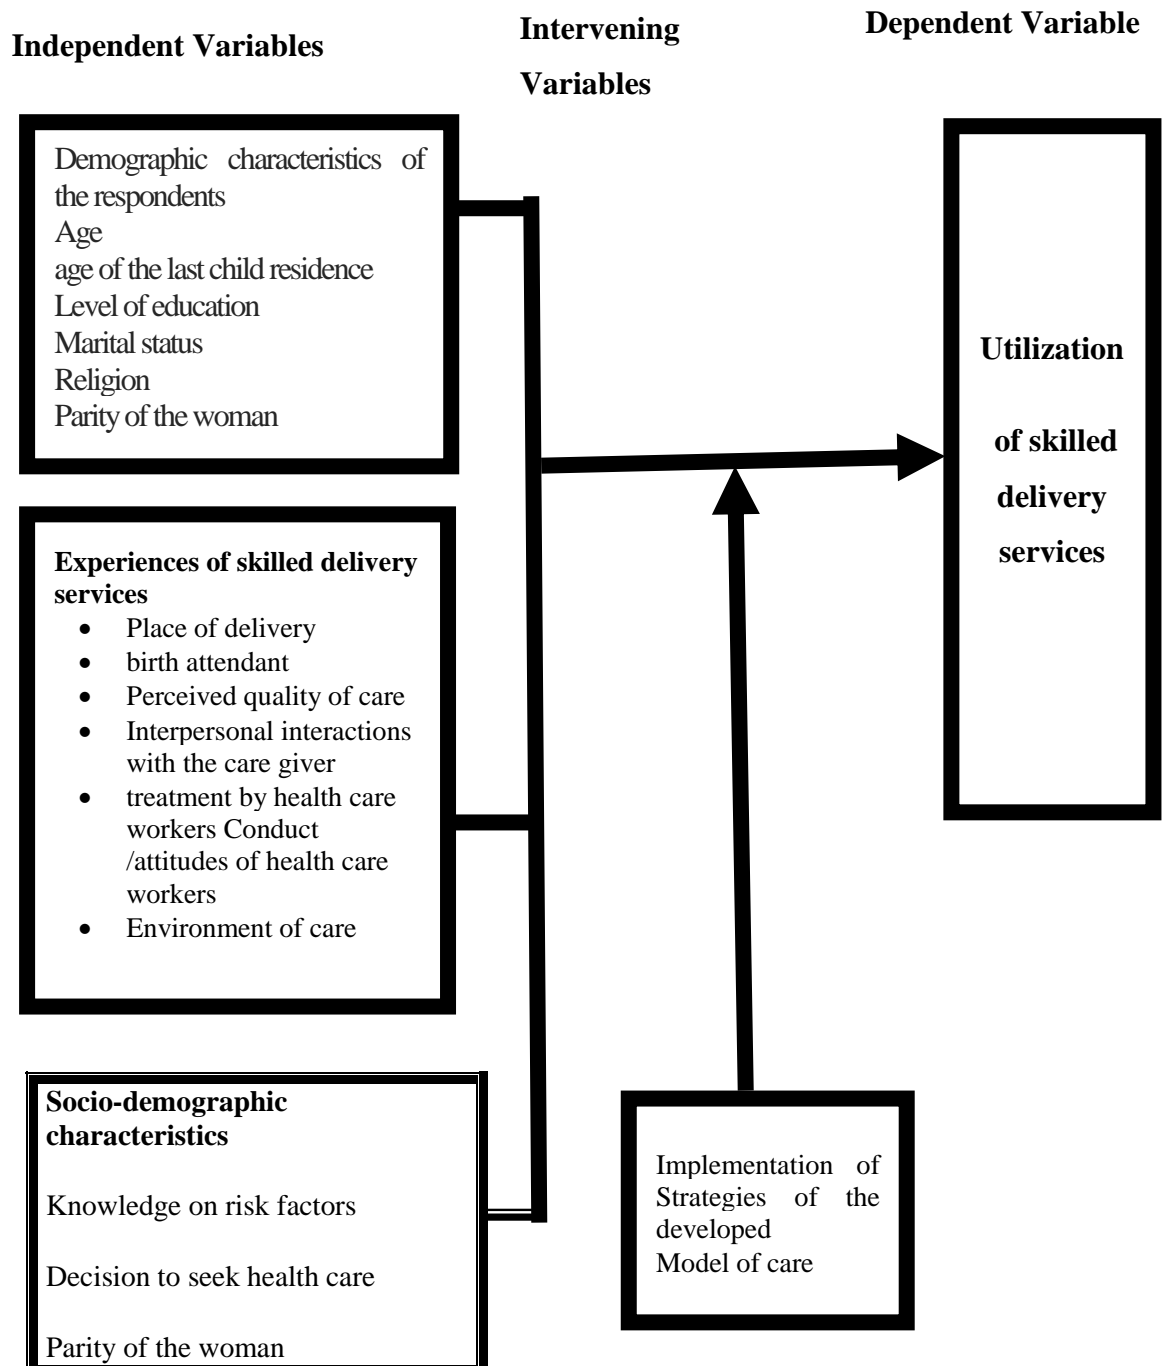 Independent Variables
Intervening
Variables
Dependent Variable
Demographic characteristics of
the respondents
Age
age of the last child residence
Level of education
Marital status
Religion
Parity of the woman
Experiences of skilled delivery
services
• Place of delivery
• birth attendant
• Perceived quality of care
• Interpersonal interactions
with the care giver
• treatment by health care
workers Conduct
/attitudes of health care
workers
• Environment of care
Socio-demographic
characteristics
Knowledge on risk factors
Decision to seek health care
Parity of the woman
Implementation of
Strategies of the
developed
Model of care
Utilization
of skilled
delivery
services